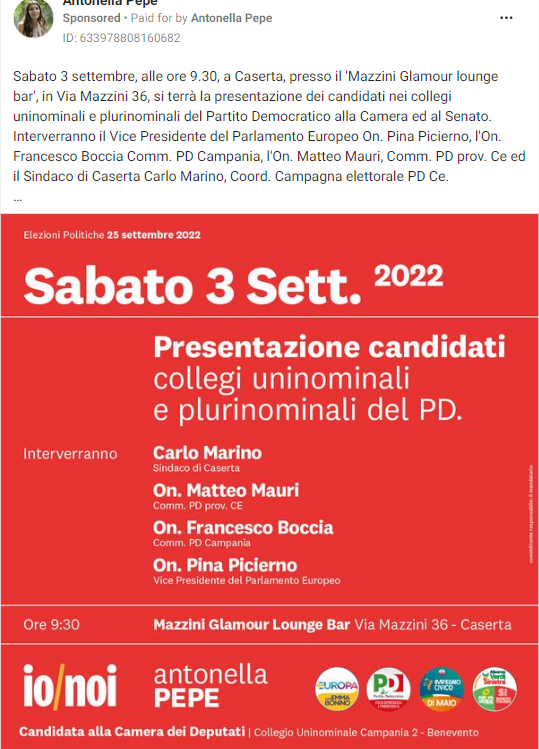 Antonella Pepe
Sponsored • Paid for by Antonella Pepe
ID: 633978808160682
Sabato 3 settembre, alle ore 9.30, a Caserta, presso il 'Mazzini Glamour lounge
bar', in Via Mazzini 36, si terrà la presentazione dei candidati nei collegi
uninominali e plurinominali del Partito Democratico alla Camera ed al Senato.
Interverranno il Vice Presidente del Parlamento Europeo On. Pina Picierno, l'On.
Francesco Boccia Comm. PD Campania, l'On. Matteo Mauri, Comm. PD prov. Ce ed
il Sindaco di Caserta Carlo Marino, Coord. Campagna elettorale PD Ce.
...
Elezioni Politiche 25 settembre 2022
Sabato 3 Sett. 2022
Presentazione candidati
collegi uninominali
e plurinominali del PD.
Interverranno
Carlo Marino
Sindaco di Caserta
On. Matteo Mauri
Comm. PD prov. CE
On. Francesco Boccia
Comm. PD Campania
On. Pina Picierno
Vice Presidente del Parlamento Europeo
committente responsabile il mandatario
Ore 9:30
Mazzini Glamour Lounge Bar Via Mazzini 36 - Caserta
io/noi
antonella
PEPE
+EUROPA
EMMA
BONINO
PD
Partito Democratico
IMPEGNO
CIVICO
DI MAIO
Alleanza
Verdi
Sinistra
Candidata alla Camera dei Deputati | Collegio Uninominale Campania 2 - Benevento